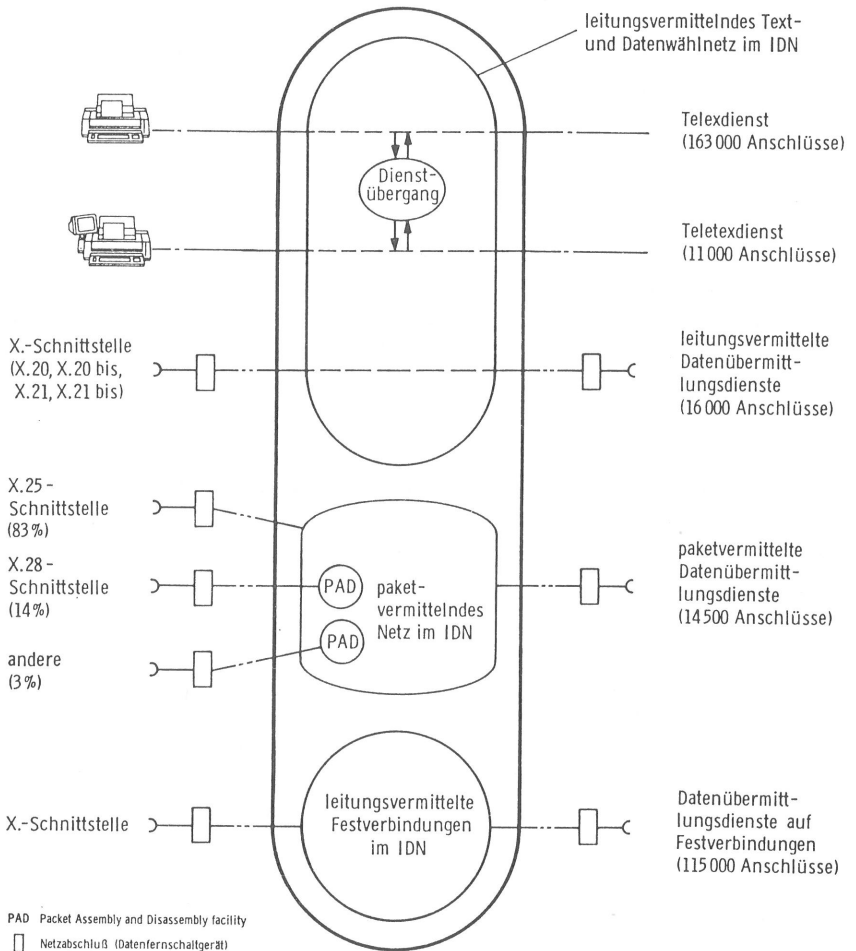 leitungsvermittelndes Text-
und Datenwählnetz im IDN
Telexdienst
(163 000 Anschlüsse)
Dienst-
übergang
Teletexdienst
(11 000 Anschlüsse)
X.-Schnittstelle
(X.20, X.20 bis,
X.21, X.21 bis)
leitungsvermittelte
Datenübermitt-
lungsdienste
(16 000 Anschlüsse)
X.25-
Schnittstelle
(83 %)
X.28-
Schnittstelle
(14 %)
andere
(3 %)
PAD
PAD
paket-
vermittelndes
Netz im IDN
paketvermittelte
Datenübermitt-
lungsdienste
(14 500 Anschlüsse)
X.-Schnittstelle
leitungsvermittelte
Festverbindungen
im IDN
Datenübermitt-
lungsdienste auf
Festverbindungen
(115 000 Anschlüsse)
PAD Packet Assembly and Disassembly facility
Netzabschluß (Datenfernschaltgerät)